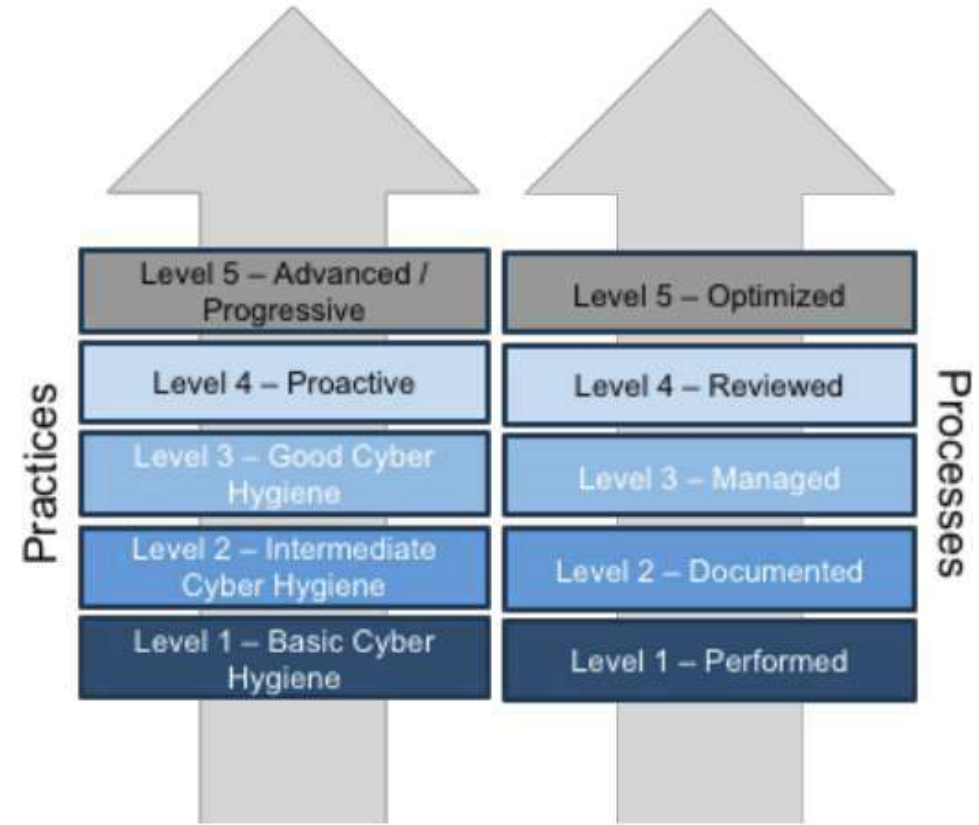 Practices
Level 5 – Advanced /
Progressive
Level 4 – Proactive
Level 3 – Good Cyber
Hygiene
Level 2 – Intermediate
Cyber Hygiene
Level 1 – Basic Cyber
Hygiene
Level 5 – Optimized
Level 4 – Reviewed
Level 3 – Managed
Level 2 – Documented
Level 1 – Performed
Processes